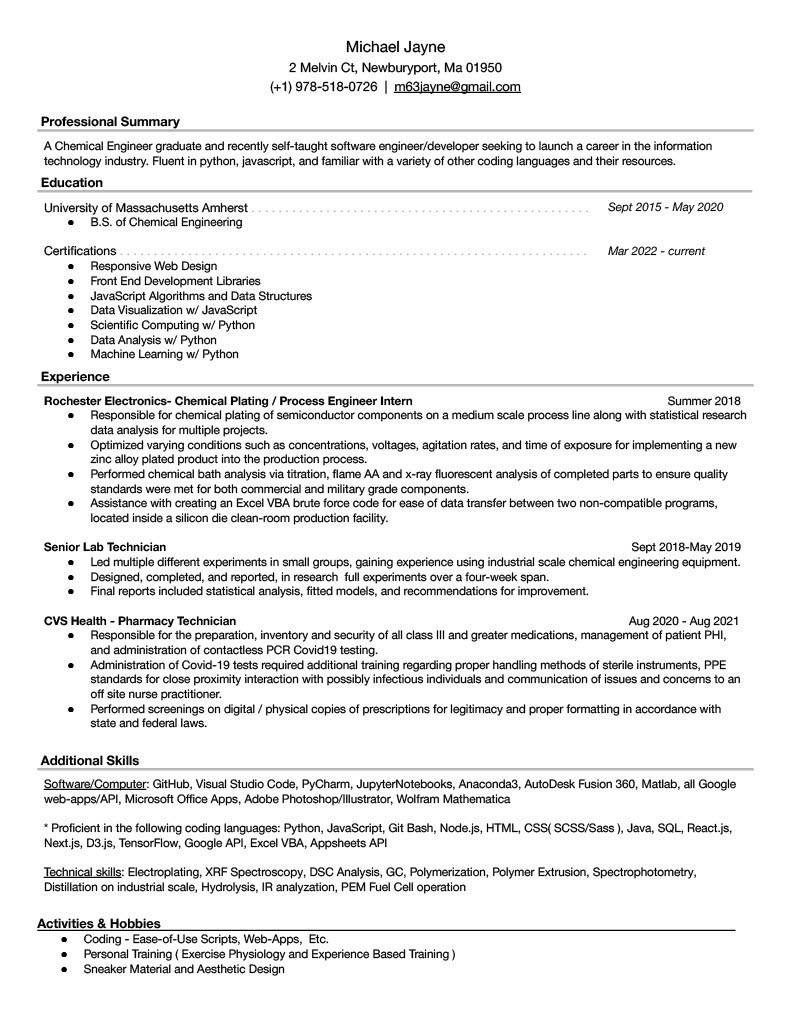 Michael Jayne
2 Melvin Ct, Newburyport, Ma 01950
(+1) 978-518-0726 | m63jayne@gmail.com
Professional Summary
A Chemical Engineer graduate and recently self-taught software engineer/developer seeking to launch a career in the information
technology industry. Fluent in python, javascript, and familiar with a variety of other coding languages and their resources.
Education
University of Massachusetts Amherst . . . . . . . . . . . . . . . . . . . . . . . . . . . . . . . . . . . . . . . . . . . . . . . . . . . Sept 2015 - May 2020
● B.S. of Chemical Engineering
Certifications . . . . . . . . . . . . . . . . . . . . . . . . . . . . . . . . . . . . . . . . . . . . . . . . . . . . . . . . . . . . . . . . . . . . . . . Mar 2022 - current
● Responsive Web Design
● Front End Development Libraries
● JavaScript Algorithms and Data Structures
● Data Visualization w/ JavaScript
● Scientific Computing w/ Python
● Data Analysis w/ Python
● Machine Learning w/ Python
Experience
Rochester Electronics- Chemical Plating / Process Engineer Intern Summer 2018
● Responsible for chemical plating of semiconductor components on a medium scale process line along with statistical research
data analysis for multiple projects.
● Optimized varying conditions such as concentrations, voltages, agitation rates, and time of exposure for implementing a new
zinc alloy plated product into the production process.
● Performed chemical bath analysis via titration, flame AA and x-ray fluorescent analysis of completed parts to ensure quality
standards were met for both commercial and military grade components.
● Assistance with creating an Excel VBA brute force code for ease of data transfer between two non-compatible programs,
located inside a silicon die clean-room production facility.
Senior Lab Technician Sept 2018-May 2019
● Led multiple different experiments in small groups, gaining experience using industrial scale chemical engineering equipment.
● Designed, completed, and reported, in research full experiments over a four-week span.
● Final reports included statistical analysis, fitted models, and recommendations for improvement.
CVS Health - Pharmacy Technician Aug 2020 - Aug 2021
● Responsible for the preparation, inventory and security of all class III and greater medications, management of patient PHI,
and administration of contactless PCR Covid19 testing.
● Administration of Covid-19 tests required additional training regarding proper handling methods of sterile instruments, PPE
standards for close proximity interaction with possibly infectious individuals and communication of issues and concerns to an
off site nurse practitioner.
● Performed screenings on digital / physical copies of prescriptions for legitimacy and proper formatting in accordance with
state and federal laws.
Additional Skills
Software/Computer: GitHub, Visual Studio Code, PyCharm, JupyterNotebooks, Anaconda3, AutoDesk Fusion 360, Matlab, all Google
web-apps/API, Microsoft Office Apps, Adobe Photoshop/Illustrator, Wolfram Mathematica
* Proficient in the following coding languages: Python, JavaScript, Git Bash, Node.js, HTML, CSS( SCSS/Sass ), Java, SQL, React.js,
Next.js, D3.js, TensorFlow, Google API, Excel VBA, Appsheets API
Technical skills: Electroplating, XRF Spectroscopy, DSC Analysis, GC, Polymerization, Polymer Extrusion, Spectrophotometry,
Distillation on industrial scale, Hydrolysis, IR analyzation, PEM Fuel Cell operation
Activities & Hobbies
● Coding - Ease-of-Use Scripts, Web-Apps, Etc.
● Personal Training ( Exercise Physiology and Experience Based Training )
● Sneaker Material and Aesthetic Design